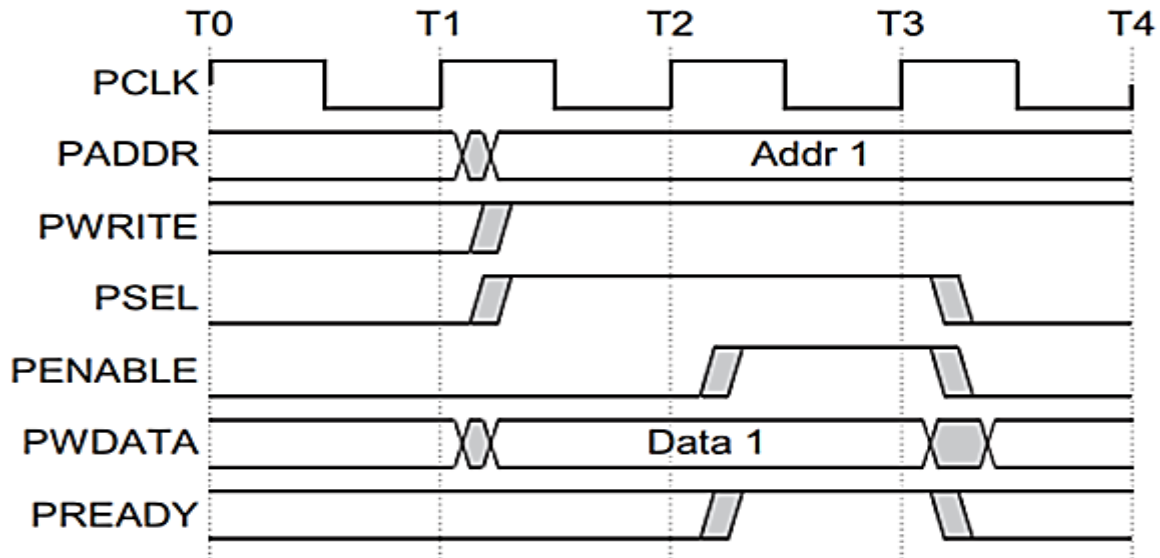 T0 T1 T2 T3 T4
PCLK
PADDR Addr 1
PWRITE
PSEL
PENABLE
PWDATA Data 1
PREADY